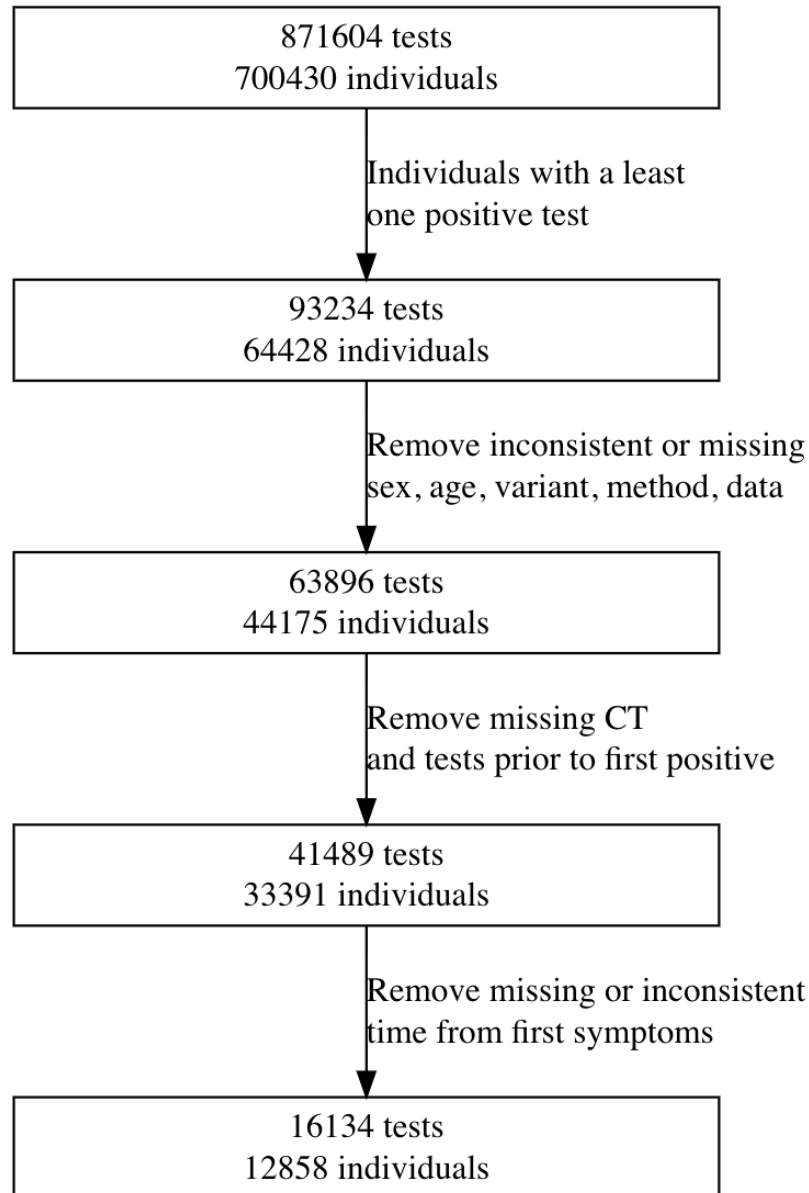 871604 tests
700430 individuals
Individuals with a least
one positive test
93234 tests
64428 individuals
Remove inconsistent or missing
sex, age, variant, method, data
63896 tests
44175 individuals
Remove missing CT
and tests prior to first positive
41489 tests
33391 individuals
Remove missing or inconsistent
time from first symptoms
16134 tests
12858 individuals